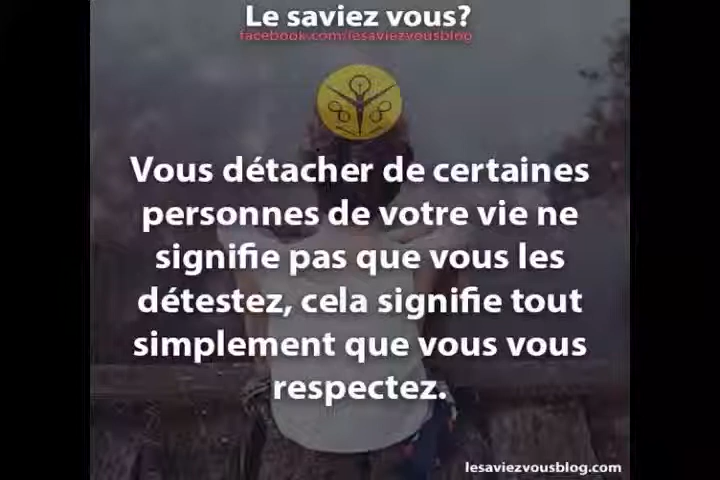 Le saviez vous?
facebook.com/lesaviezvousblog
Vous détacher de certaines
personnes de votre vie ne
signifie pas que vous les
détestez, cela signifie tout
simplement que vous vous
respectez.
lesaviezvousblog.com